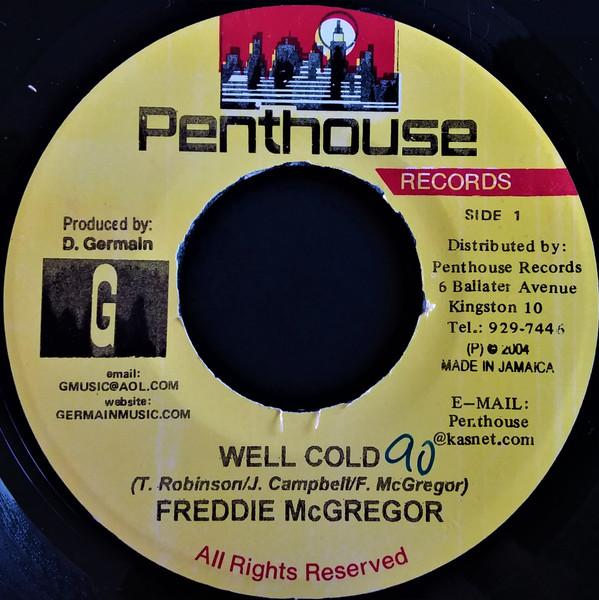 Penthouse
RECORDS
SIDE 1
Produced by:
D. Germain
G
email:
GMUSIC@AOL.COM
website:
GERMAINMUSIC.COM
Distributed by:
Penthouse Records
6 Ballater Avenue
Kingston 10
Tel.: 929-7446
(P) © 2004
MADE IN JAMAICA
E-MAIL:
Penthouse
@kasnet.com
WELL COLD 90
(T. Robinson/J. Campbell/F. McGregor)
FREDDIE McGREGOR
All Rights Reserved